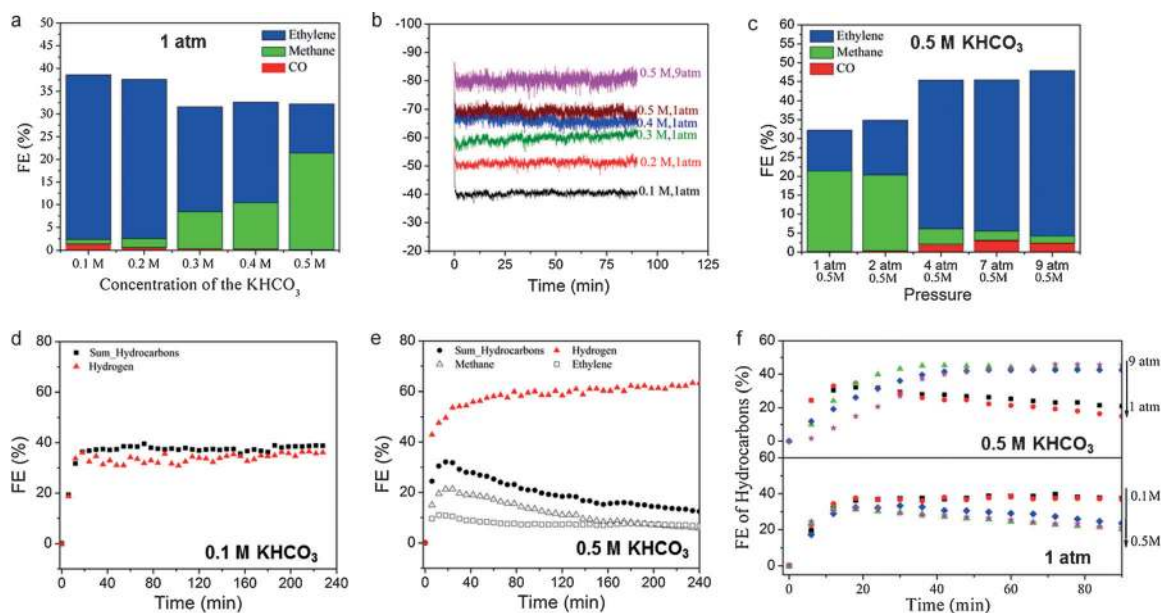 a
1 atm
Ethylene
Methane
CO
50
45
40
35
30
25
20
15
10
5
0
FE (%)
0.1 M 0.2 M 0.3 M 0.4 M 0.5 M
Concentration of the KHCO3
b
-100
-90
-80
-70
-60
-50
-40
-30
-20
0.5 M,9atm
0.5 M,1atm
0.4 M,1atm
0.3 M,1atm
0.2 M,1atm
0.1 M,1atm
0 25 50 75 100 125
Time (min)
c
0.5 M KHCO3
Ethylene
Methane
CO
60
55
50
45
40
35
30
25
20
15
10
5
0
FE (%)
1 atm 2 atm 4 atm 7 atm 9 atm
0.5M 0.5M 0.5M 0.5M 0.5M
Pressure
d
Sum_Hydrocarbons
Hydrogen
80
60
40
20
0
FE (%)
0.1 M KHCO3
0 40 80 120 160 200 240
Time (min)
e
Sum_Hydrocarbons Hydrogen
Methane Ethylene
80
60
40
20
0
FE (%)
0.5 M KHCO3
0 40 80 120 160 200 240
Time (min)
f
60
40
20
0
9 atm
1 atm
0.5 M KHCO3
60
40
20
0
FE of Hydrocarbons (%)
0.1M
0.5M
1 atm
0 20 40 60 80
Time (min)